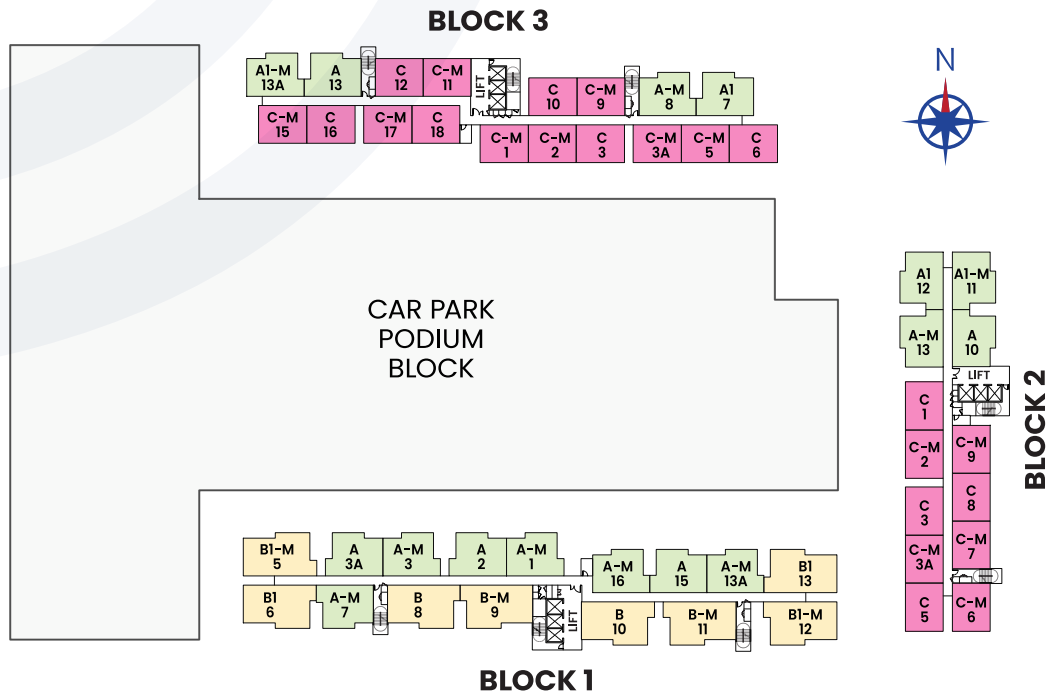 BLOCK 3
N
A1-M
13A
A
13
C
12
C-M
11
LIFT
C
10
C-M
9
A-M
8
A1
7
C-M
15
C
16
C-M
17
C
18
C-M
1
C-M
2
C
3
C-M
3A
C-M
5
C
6
CAR PARK
PODIUM
BLOCK
A1
12
A1-M
11
A-M
13
A
10
LIFT
C
1
C-M
2
C-M
9
C
3
C
8
C-M
3A
C-M
7
C
5
C-M
6
BLOCK 2
B1-M
5
A
3A
A-M
3
A
2
A-M
1
A-M
16
A
15
A-M
13A
B1
13
B1
6
A-M
7
B
8
B-M
9
LIFT
B
10
B-M
11
B1-M
12
BLOCK 1